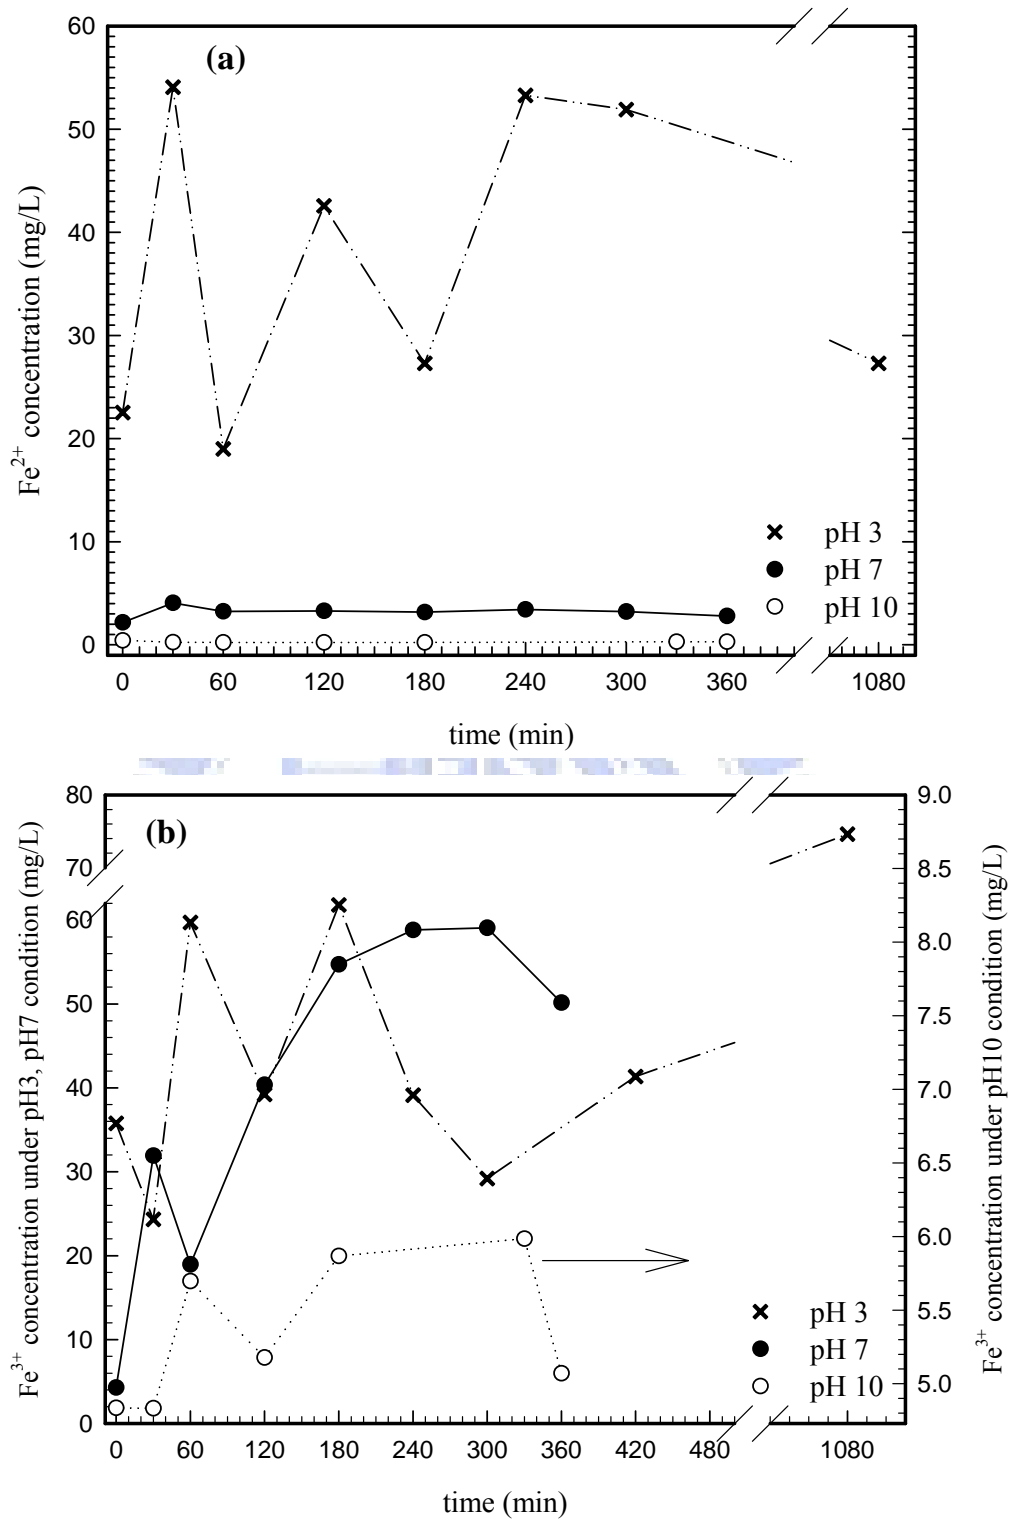 (a)
60
50
40
30
20
10
0
Fe2+ concentration (mg/L)
pH 3
pH 7
pH 10
0 60 120 180 240 300 360 1080
time (min)
(b)
80
70
60
50
40
30
20
10
0
Fe3+ concentration under pH3, pH7 condition (mg/L)
9.0
8.5
8.0
7.5
7.0
6.5
6.0
5.5
5.0
Fe3+ concentration under pH10 condition (mg/L)
pH 3
pH 7
pH 10
0 60 120 180 240 300 360 420 480 1080
time (min)